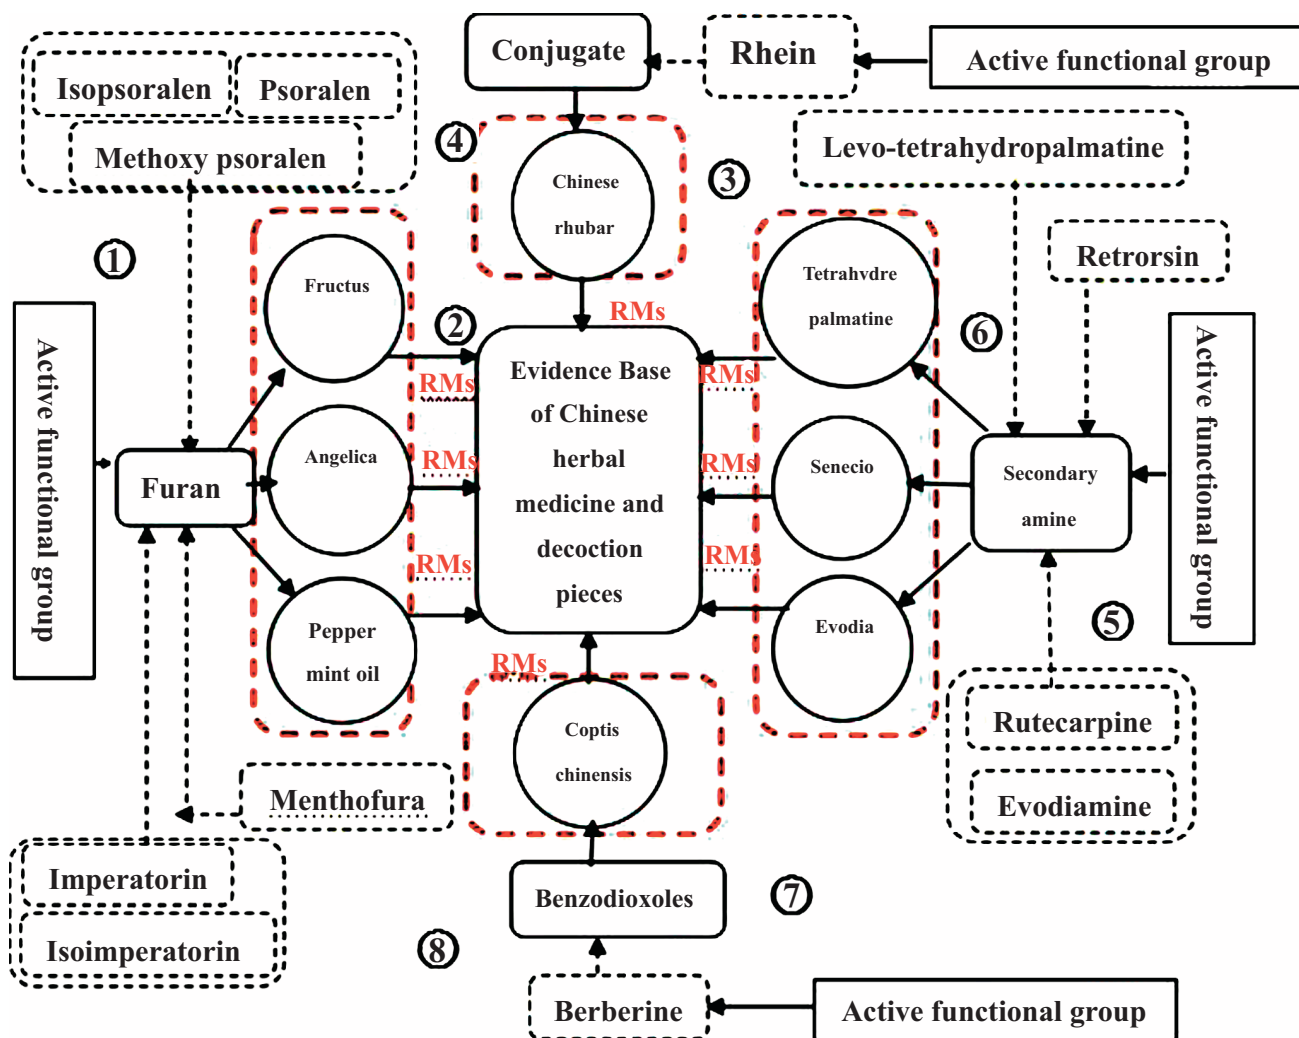 Conjugate
Rhein
Active functional group
Isopsoralen
Psoralen
Methoxy psoralen
④
③
Levo-tetrahydropalmatine
Chinese
rhubar
①
Retrorsin
Fructus
②
RMs
Tetrahvdre
palmatine
⑥
Active functional group
RMs
Evidence Base
of Chinese
herbal
medicine and
decoction
pieces
RMs
Active functional group
Angelica
RMs
RMs
Senecio
Secondary
amine
Furan
RMs
RMs
Pepper
mint oil
Evodia
⑤
RMs
Coptis
chinensis
Rutecarpine
Evodiamine
Menthofura
Imperatorin
Isoimperatorin
Benzodioxoles
⑦
⑧
Berberine
Active functional group